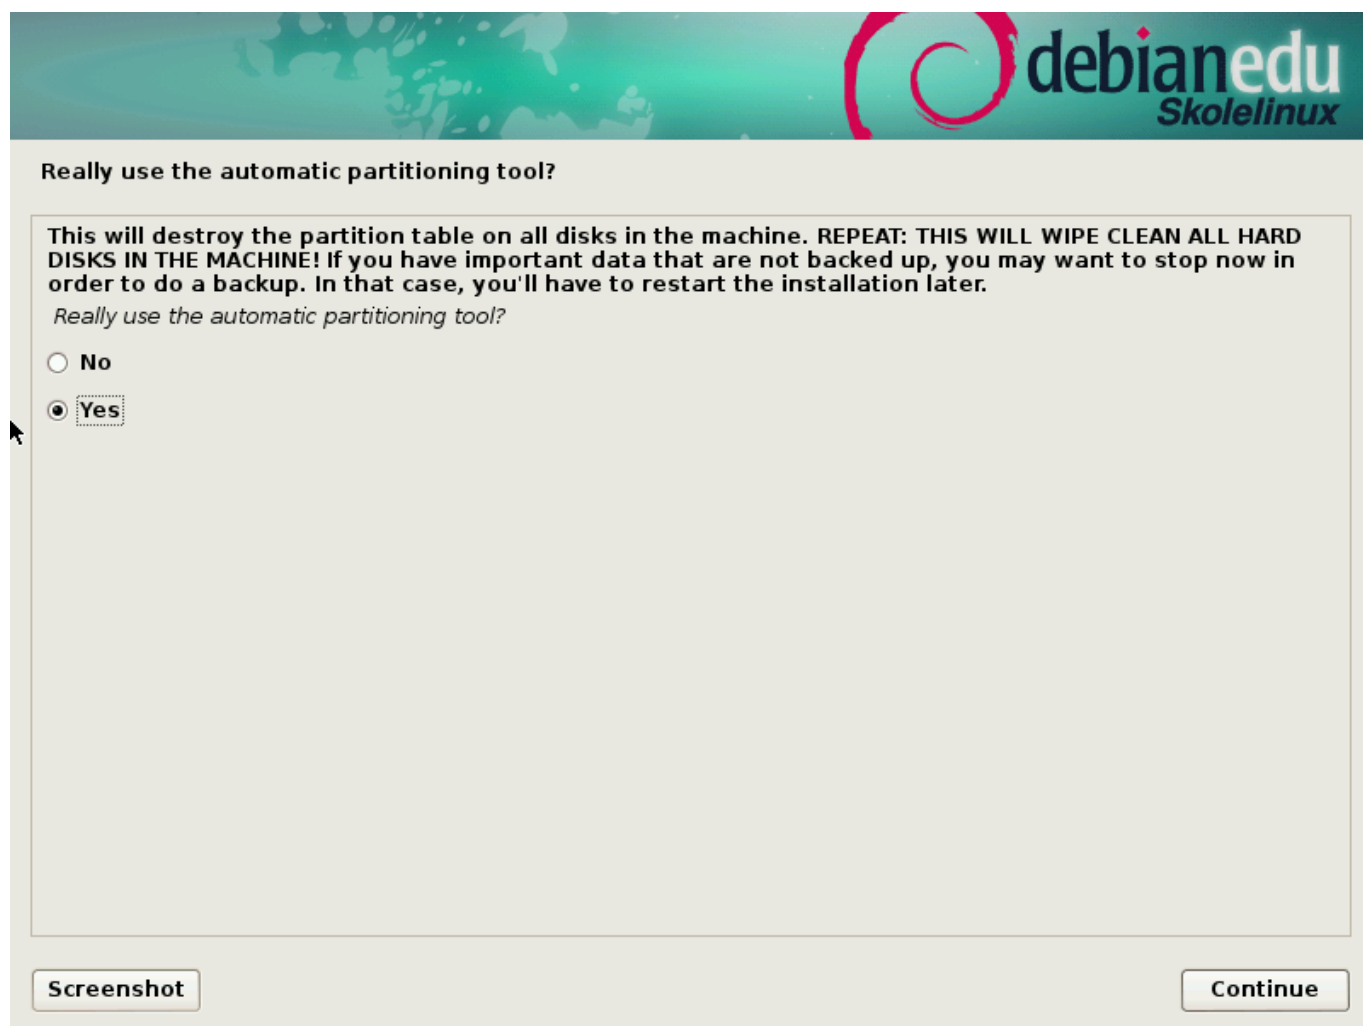 debianedu
Skolelinux
Really use the automatic partitioning tool?
This will destroy the partition table on all disks in the machine. REPEAT: THIS WILL WIPE CLEAN ALL HARD
DISKS IN THE MACHINE! If you have important data that are not backed up, you may want to stop now in
order to do a backup. In that case, you'll have to restart the installation later.
Really use the automatic partitioning tool?
No
Yes
Screenshot
Continue